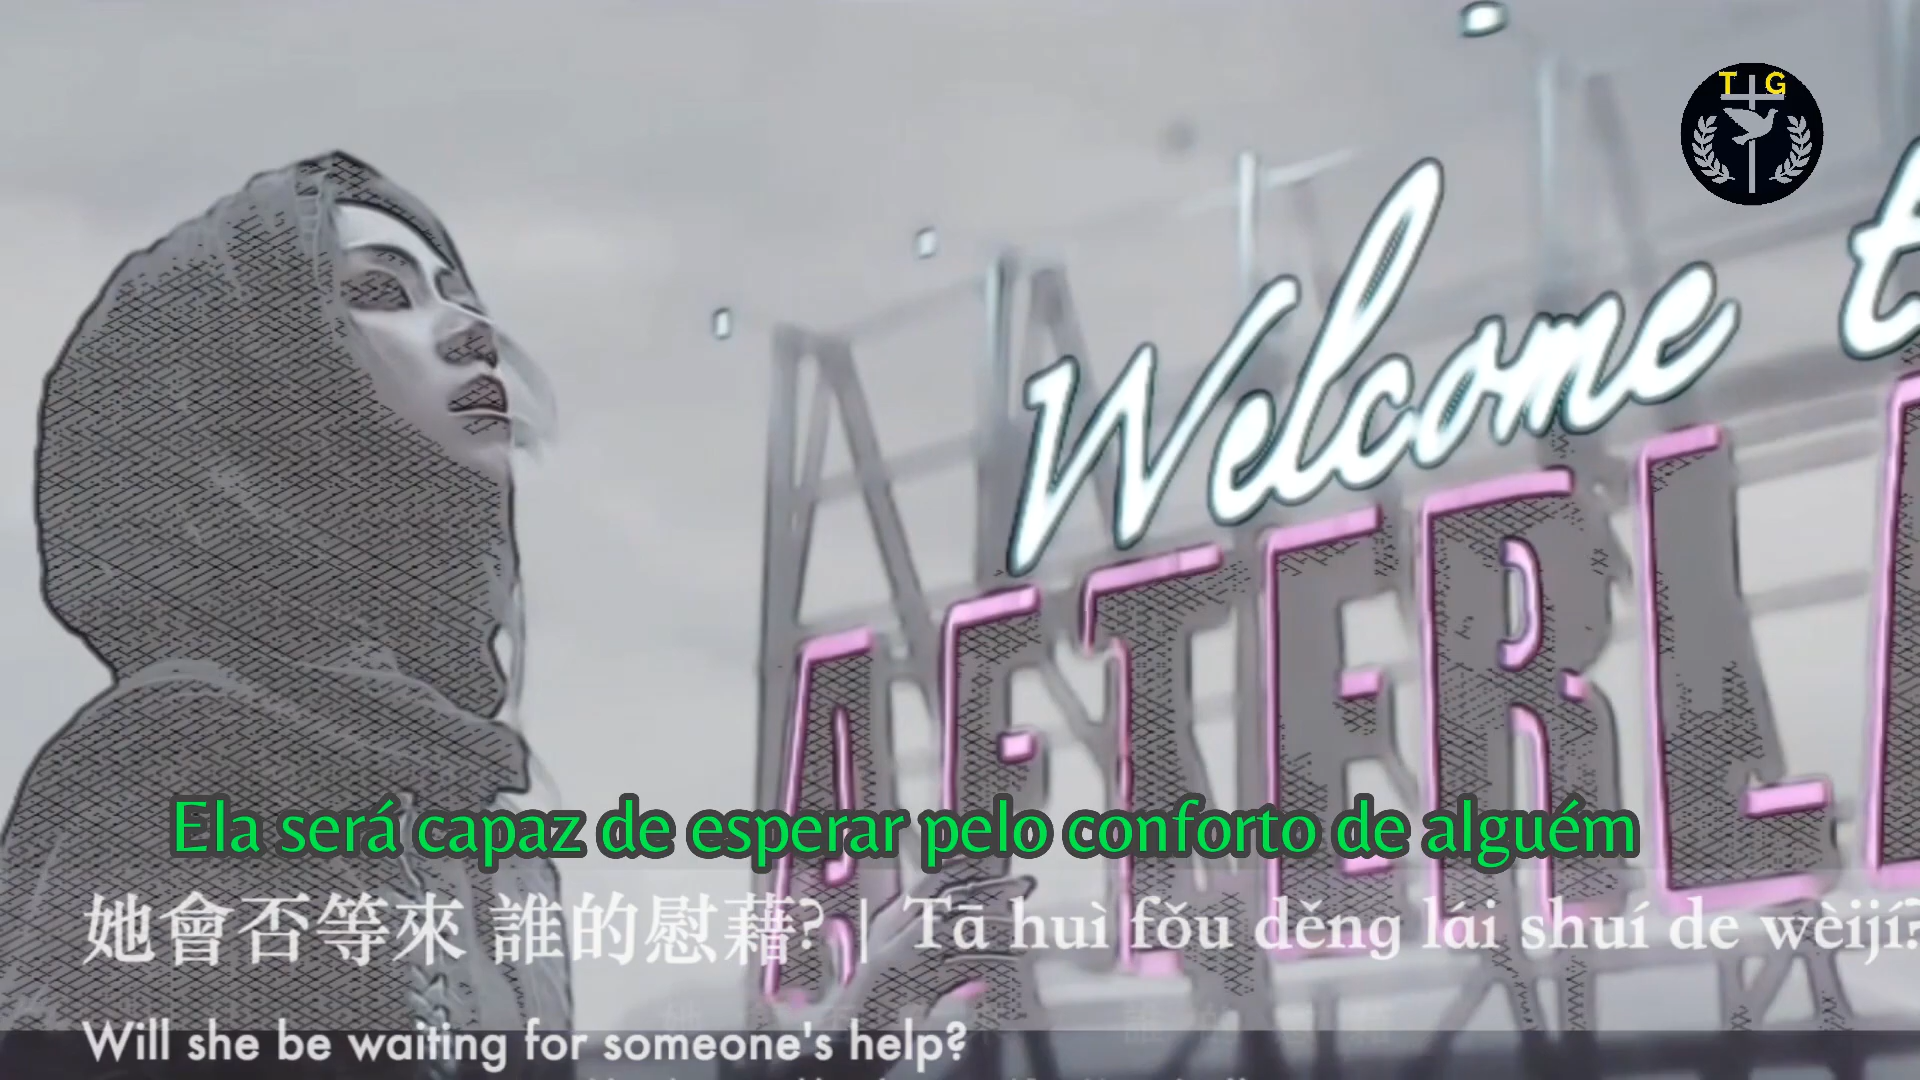 T G
Welcome t
AFTERL
Ela será capaz de esperar pelo conforto de alguém
她會否等來 誰的慰藉? | Tā huì fǒu děng lái shuí de wèijí?
Will she be waiting for someone's help?